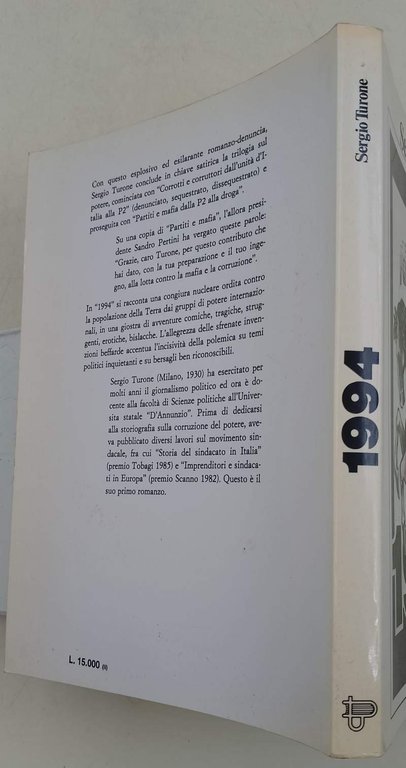 Con questo esplosivo ed esilarante romanzo-denuncia,
Sergio Turone conclude in chiave satirica la trilogia sul
potere, cominciata con “Corrotti e corruttori dall'unità d'I-
talia alla P2” (denunciato, sequestrato, dissequestrato) e
proseguita con “Partiti e mafia dalla P2 alla droga”.
Su una copia di “Partiti e mafia”, l'allora presi-
dente Sandro Pertini ha vergato queste parole:
“Grazie, caro Turone, per questo contributo che
hai dato, con la tua preparazione e il tuo inge-
gno, alla lotta contro la mafia e la corruzione”.
In “1994” si racconta una congiura nucleare ordita contro
la popolazione della Terra dai gruppi di potere internazio-
nali, in una giostra di avventure comiche, tragiche, strug-
genti, erotiche, bislacche. L'allegrezza delle sfrenate inven-
zioni beffarde accentua l'incisività della polemica su temi
politici inquietanti e su bersagli ben riconoscibili.
Sergio Turone (Milano, 1930) ha esercitato per
molti anni il giornalismo politico ed ora è do-
cente alla facoltà di Scienze politiche all'Univer-
sita statale “D'Annunzio”. Prima di dedicarsi
alla storiografia sulla corruzione del potere, ave-
va pubblicato diversi lavori sul movimento sin-
dacale, fra cui “Storia del sindacato in Italia”
(premio Tobagi 1985) e “Imprenditori e sindaca-
ti in Europa” (premio Scanno 1982). Questo è il
suo primo romanzo.
L. 15.000 (ii)
Sergio Turone
1994